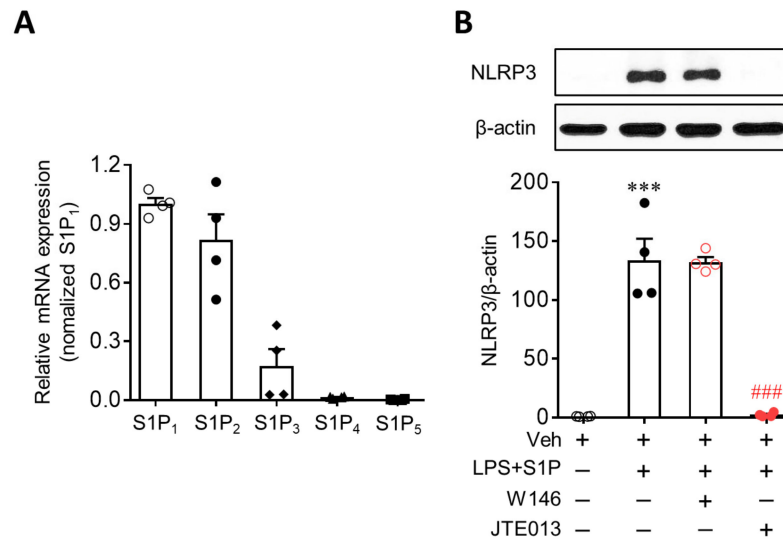 A
Relative mRNA expression
(nomalized S1P₁)
1.2
0.9
0.6
0.3
0.0
S1P₁ S1P₂ S1P₃ S1P₄ S1P₅
B
NLRP3
β-actin
NLRP3/β-actin
200
150
100
50
0
***
###
Veh + + + +
LPS+S1P – + + +
W146 – – + –
JTE013 – – – +